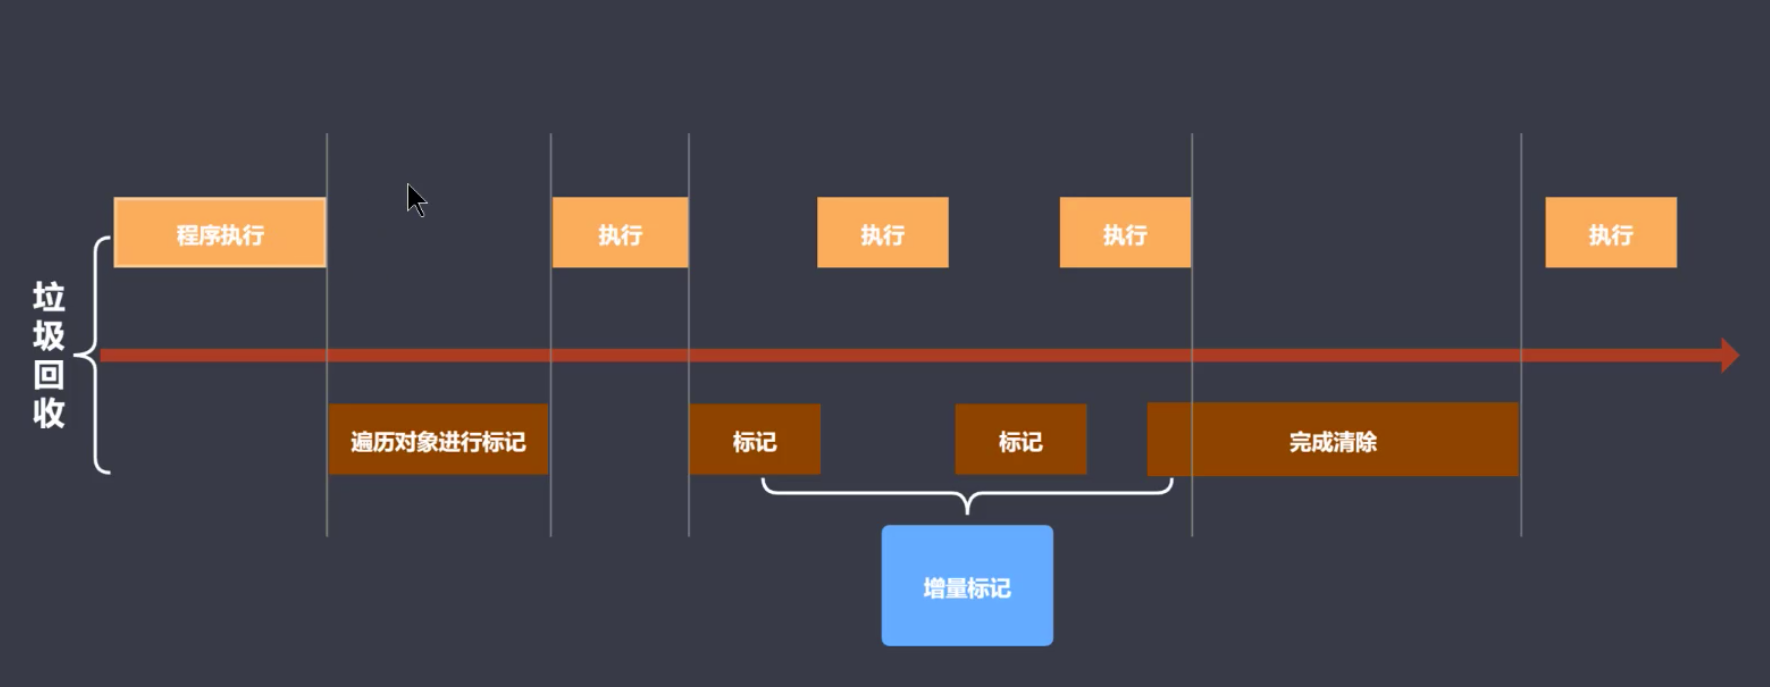 程序执行
执行
执行
执行
执行
垃圾回收
遍历对象进行标记
标记
标记
完成清除
增量标记